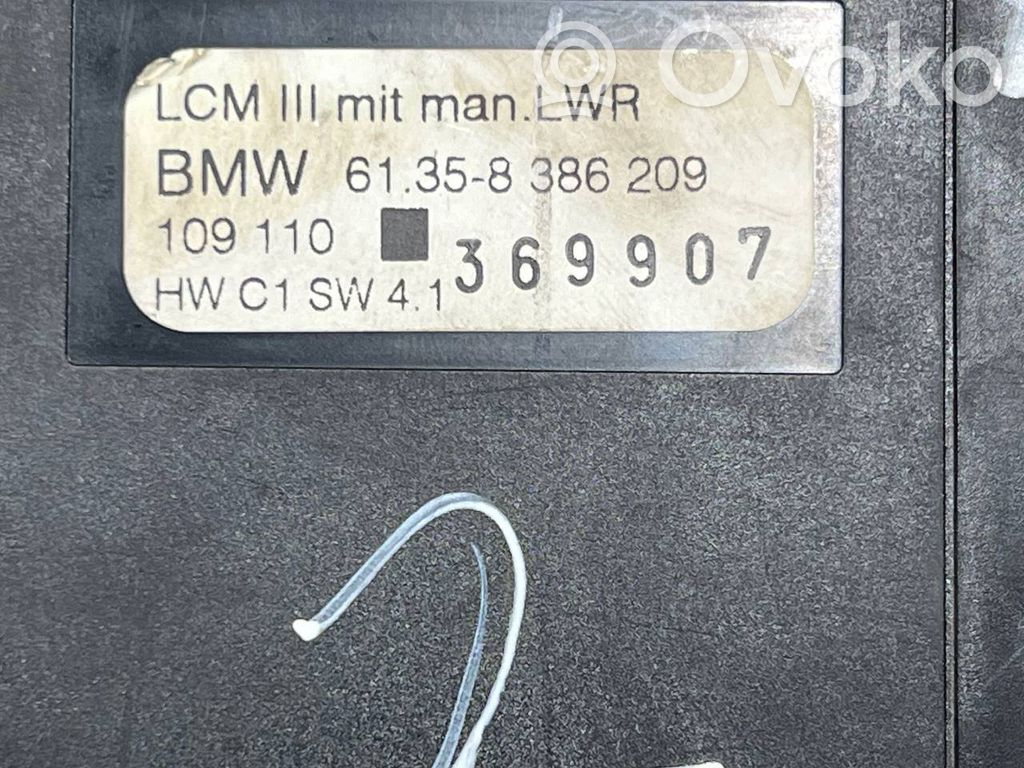 Ovoko
LCM III mit man.LWR
BMW 61.35-8 386 209
109 110
369907
HW C1 SW 4.1